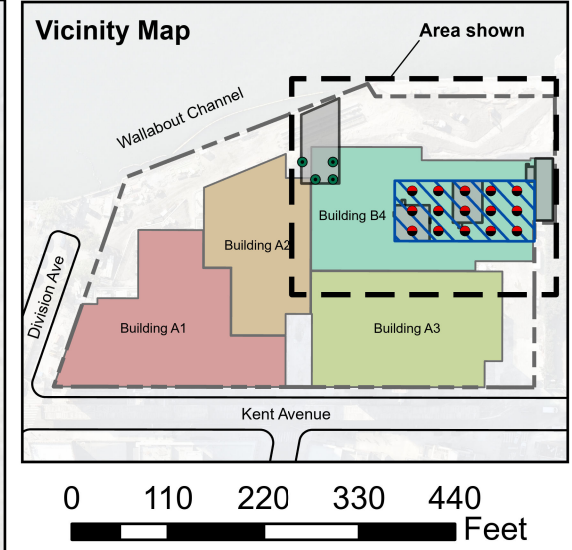 Vicinity Map
Area shown
Wallabout Channel
Building B4
Building A2
Division Ave
Building A1
Building A3
Kent Avenue
0 110 220 330 440
Feet